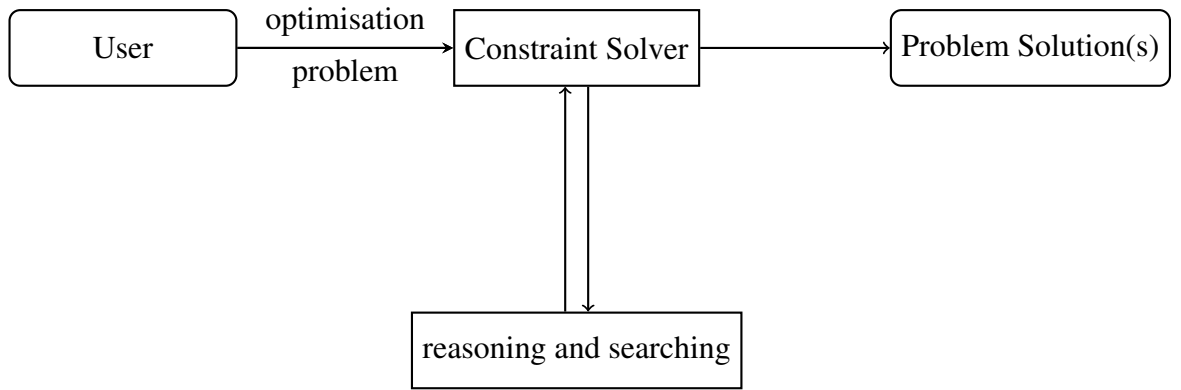 User
optimisation
problem
Constraint Solver
Problem Solution(s)
reasoning and searching